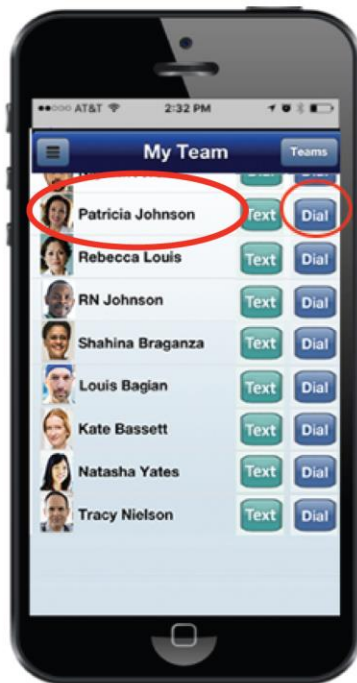 AT&T 2:32 PM
My Team Teams
Dial Dial
Patricia Johnson Text Dial
Rebecca Louis Text Dial
RN Johnson Text Dial
Shahina Braganza Text Dial
Louis Bagian Text Dial
Kate Bassett Text Dial
Natasha Yates Text Dial
Tracy Nielson Text Dial